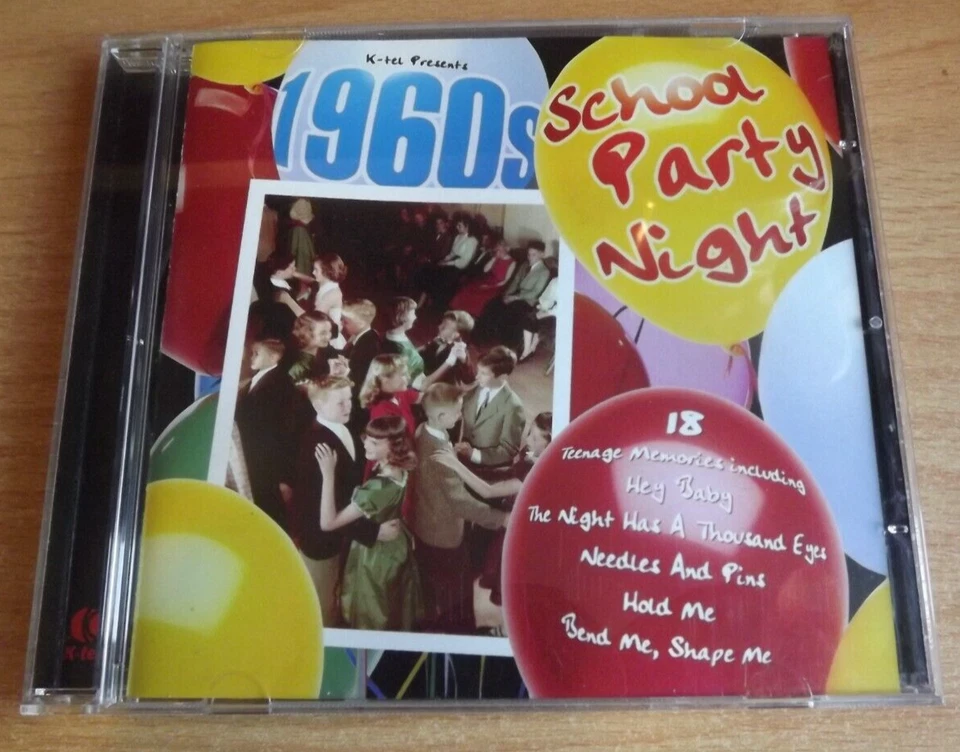 K-tel Presents
1960s
School
Party
Night
18
Teenage Memories including
Hey Baby
The Night Has A Thousand Eyes
Needles And Pins
Hold Me
Bend Me, Shape Me
K-tel